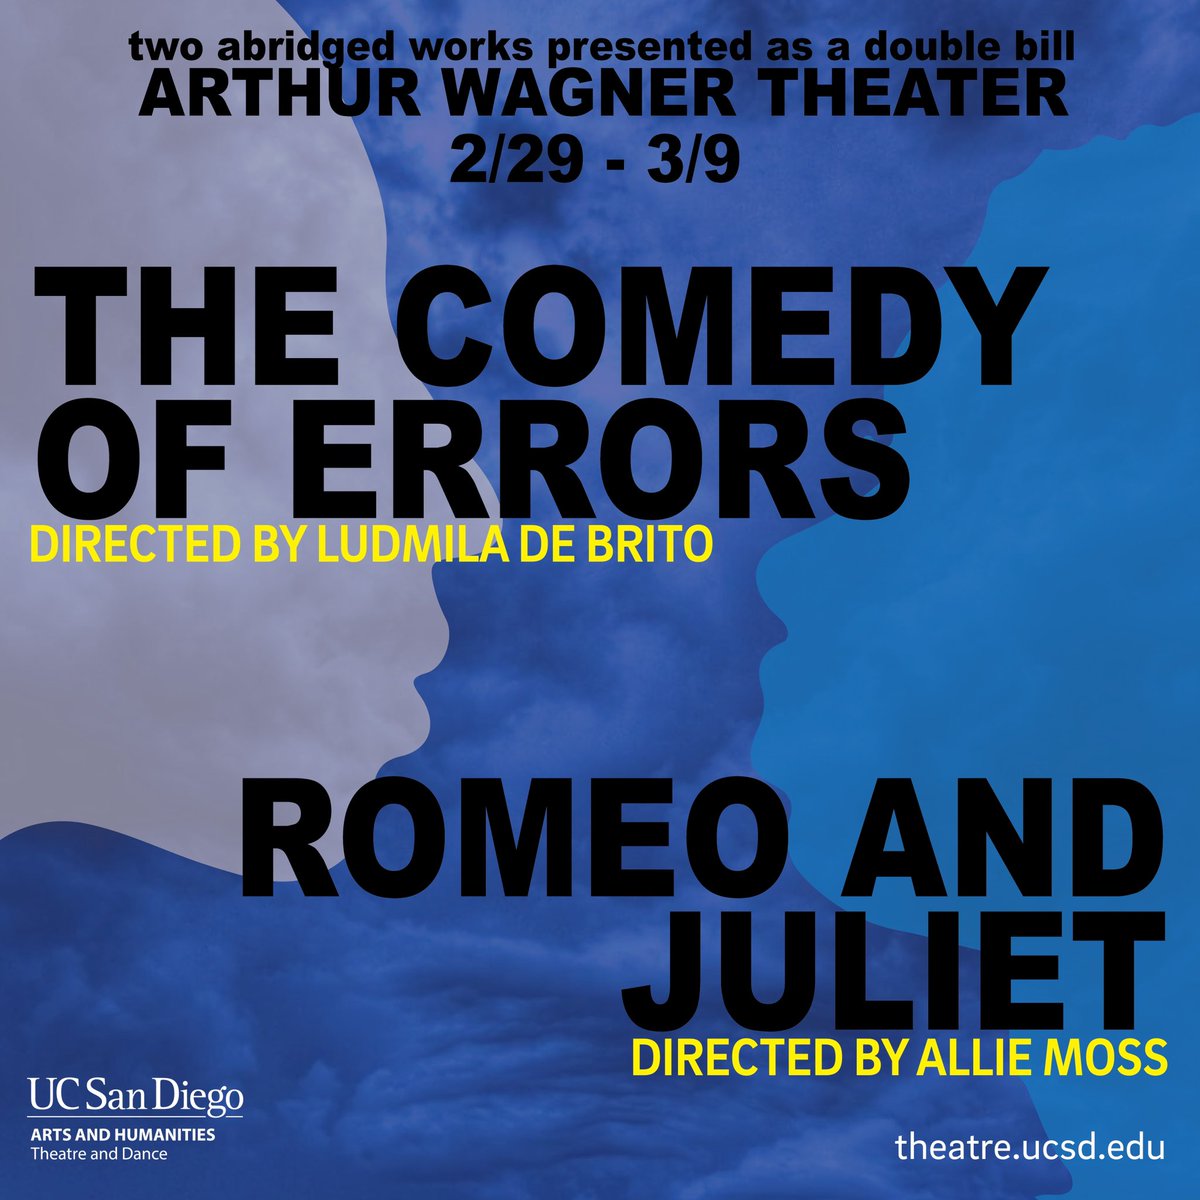 two abridged works presented as a double bill
ARTHUR WAGNER THEATER
2/29 - 3/9
THE COMEDY
OF ERRORS
DIRECTED BY LUDMILA DE BRITO
ROMEO AND
JULIET
DIRECTED BY ALLIE MOSS
UC San Diego
ARTS AND HUMANITIES
Theatre and Dance
theatre.ucsd.edu